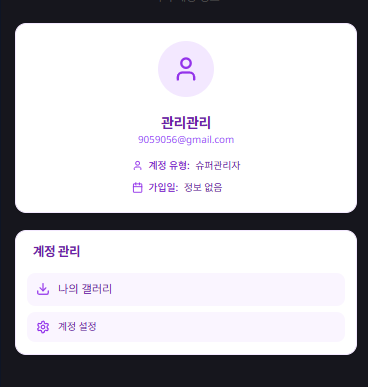 관리관리
9059056@gmail.com
계정 유형: 슈퍼관리자
가입일: 정보 없음
계정 관리
나의 갤러리
계정 설정